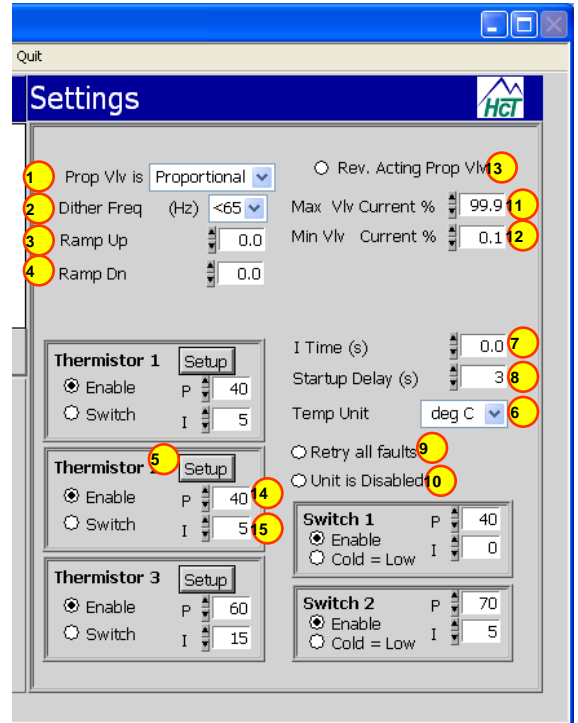 Quit
Settings
HCT
1 Prop Vlv is Proportional
Rev. Acting Prop Vlv 13
2 Dither Freq (Hz) <65
Max Vlv Current % 99.9 11
3 Ramp Up 0.0
Min Vlv Current % 0.1 12
4 Ramp Dn 0.0
I Time (s) 0.0 7
Startup Delay (s) 3 8
Temp Unit deg C 6
Retry all faults 9
Unit is Disabled 10
Thermistor 1 Setup
Enable P 40
Switch I 5
Thermistor 5 Setup
Enable P 40 14
Switch I 5 15
Thermistor 3 Setup
Enable P 60
Switch I 15
Switch 1 P 40
Enable
Cold = Low I 0
Switch 2 P 70
Enable
Cold = Low I 5